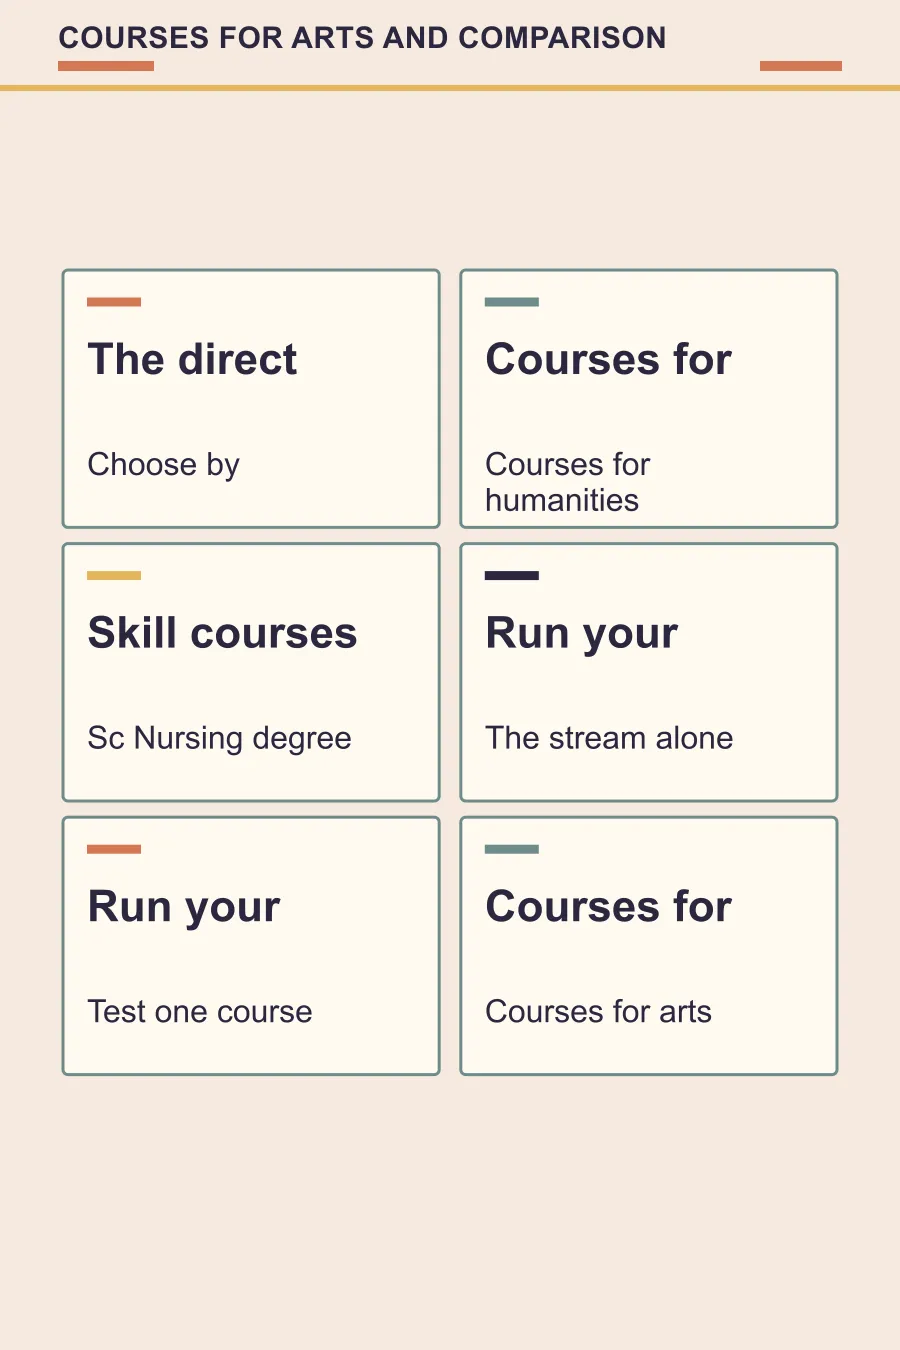 COURSES FOR ARTS AND COMPARISON
The direct
Choose by
Courses for
Courses for
humanities
Skill courses
Sc Nursing degree
Run your
The stream alone
Run your
Test one course
Courses for
Courses for arts